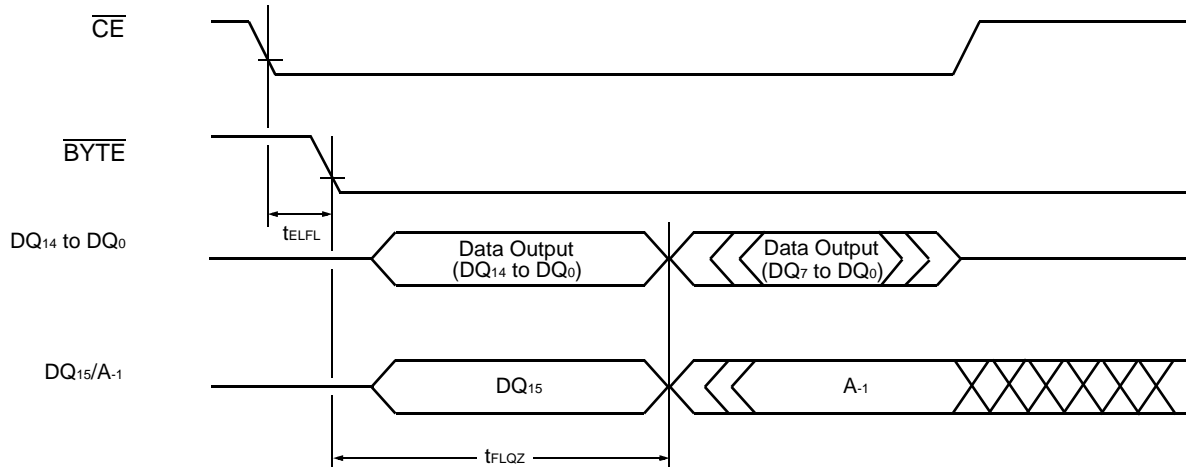 CE
BYTE
tELFL
DQ14 to DQ0
Data Output
(DQ14 to DQ0)
Data Output
(DQ7 to DQ0)
DQ15/A-1
DQ15
A-1
tFLQZ